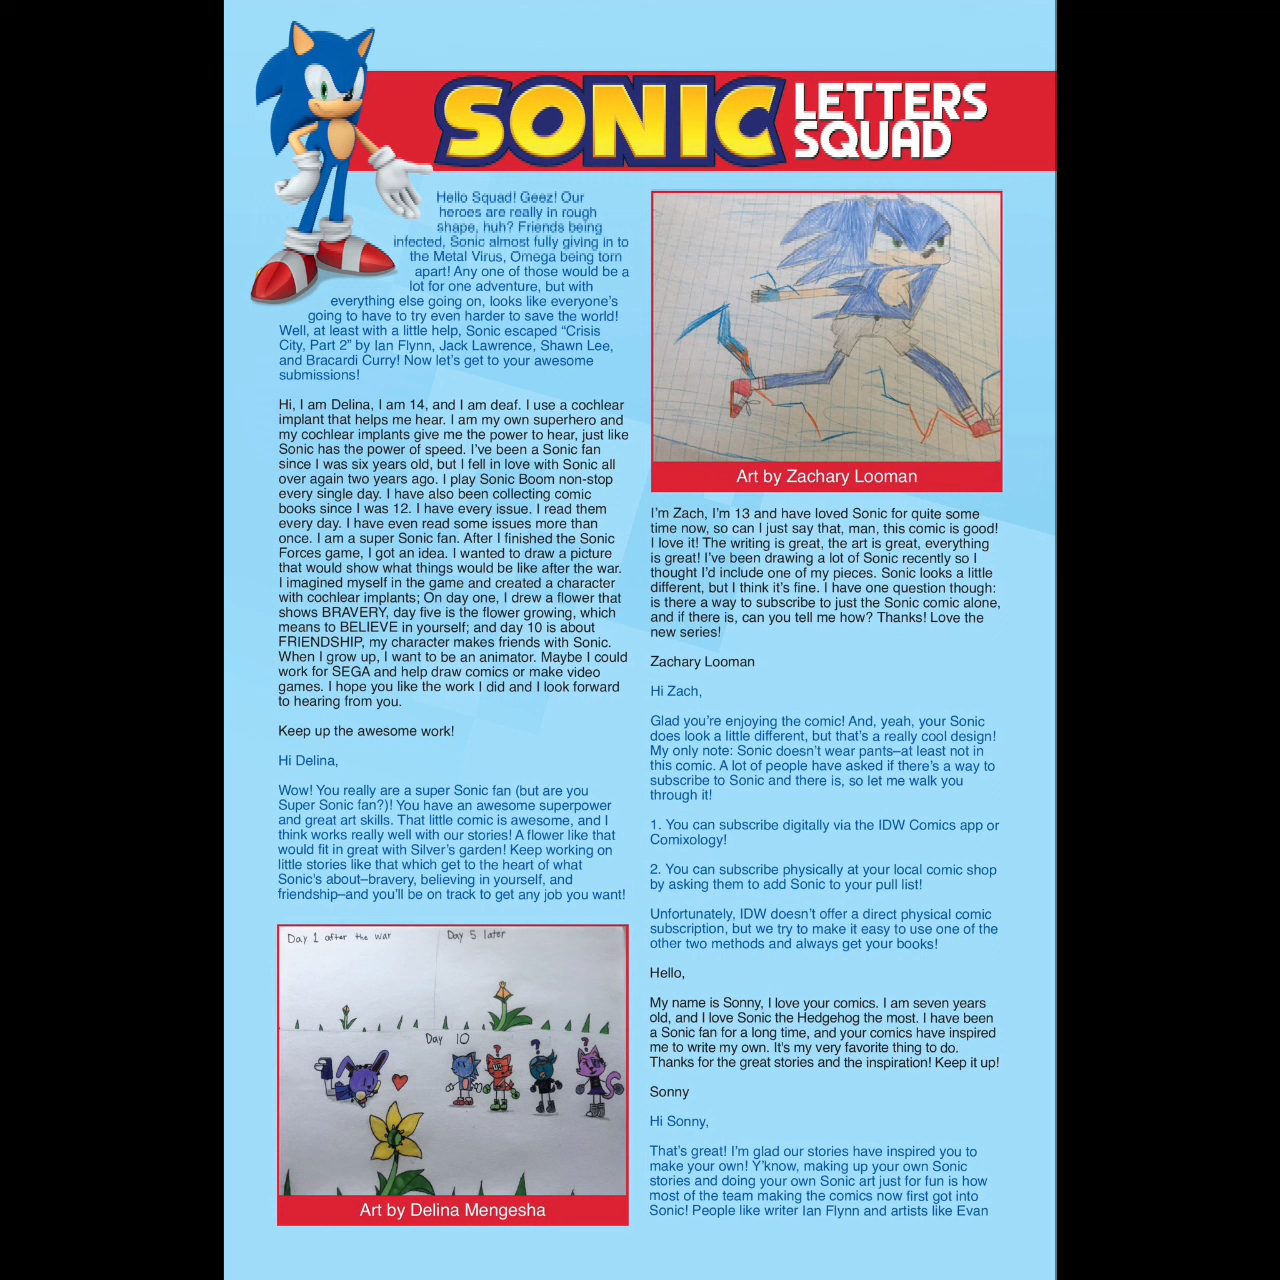 SONIC
LETTERS
SQUAD
Hello Squad! Geez! Our
heroes are really in rough
shape, huh? Friends being
infected, Sonic almost fully giving in to
the Metal Virus, Omega being torn
apart! Any one of those would be a
lot for one adventure, but with
everything else going on, looks like everyone's
going to have to try even harder to save the world!
Well, at least with a little help, Sonic escaped “Crisis
City, Part 2” by Ian Flynn, Jack Lawrence, Shawn Lee,
and Bracardi Curry! Now let's get to your awesome
submissions!
Hi, I am Delina, I am 14, and I am deaf. I use a cochlear
implant that helps me hear. I am my own superhero and
my cochlear implants give me the power to hear, just like
Sonic has the power of speed. I've been a Sonic fan
since I was six years old, but I fell in love with Sonic all
over again two years ago. I play Sonic Boom non-stop
every single day. I have also been collecting comic
books since I was 12. I have every issue. I read them
every day. I have even read some issues more than
once. I am a super Sonic fan. After I finished the Sonic
Forces game, I got an idea. I wanted to draw a picture
that would show what things would be like after the war.
I imagined myself in the game and created a character
with cochlear implants; On day one, I drew a flower that
shows BRAVERY, day five is the flower growing, which
means to BELIEVE in yourself; and day 10 is about
FRIENDSHIP, my character makes friends with Sonic.
When I grow up, I want to be an animator. Maybe I could
work for SEGA and help draw comics or make video
games. I hope you like the work I did and I look forward
to hearing from you.
Keep up the awesome work!
Hi Delina,
Wow! You really are a super Sonic fan (but are you
Super Sonic fan?)! You have an awesome superpower
and great art skills. That little comic is awesome, and I
think works really well with our stories! A flower like that
would fit in great with Silver's garden! Keep working on
little stories like that which get to the heart of what
Sonic's about–bravery, believing in yourself, and
friendship–and you'll be on track to get any job you want!
Day 1 after the war
Day 5 later
Day 10
Art by Delina Mengesha
Art by Zachary Looman
I'm Zach, I'm 13 and have loved Sonic for quite some
time now, so can I just say that, man, this comic is good!
I love it! The writing is great, the art is great, everything
is great! I've been drawing a lot of Sonic recently so I
thought I'd include one of my pieces. Sonic looks a little
different, but I think it's fine. I have one question though:
is there a way to subscribe to just the Sonic comic alone,
and if there is, can you tell me how? Thanks! Love the
new series!
Zachary Looman
Hi Zach,
Glad you're enjoying the comic! And, yeah, your Sonic
does look a little different, but that's a really cool design!
My only note: Sonic doesn't wear pants–at least not in
this comic. A lot of people have asked if there's a way to
subscribe to Sonic and there is, so let me walk you
through it!
1. You can subscribe digitally via the IDW Comics app or
Comixology!
2. You can subscribe physically at your local comic shop
by asking them to add Sonic to your pull list!
Unfortunately, IDW doesn't offer a direct physical comic
subscription, but we try to make it easy to use one of the
other two methods and always get your books!
Hello,
My name is Sonny, I love your comics. I am seven years
old, and I love Sonic the Hedgehog the most. I have been
a Sonic fan for a long time, and your comics have inspired
me to write my own. It's my very favorite thing to do.
Thanks for the great stories and the inspiration! Keep it up!
Sonny
Hi Sonny,
That's great! I'm glad our stories have inspired you to
make your own! Y'know, making up your own Sonic
stories and doing your own Sonic art just for fun is how
most of the team making the comics now first got into
Sonic! People like writer Ian Flynn and artists like Evan